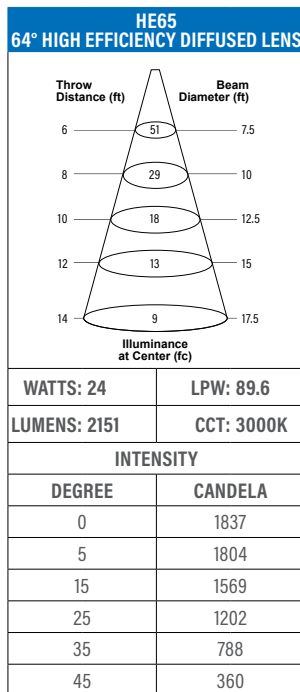 HE65
64° HIGH EFFICIENCY DIFFUSED LENS
Throw Distance (ft)
Beam Diameter (ft)
6 51 7.5
8 29 10
10 18 12.5
12 13 15
14 9 17.5
Illuminance
at Center (fc)
WATTS: 24 LPW: 89.6
LUMENS: 2151 CCT: 3000K
INTENSITY
DEGREE CANDELA
0 1837
5 1804
15 1569
25 1202
35 788
45 360